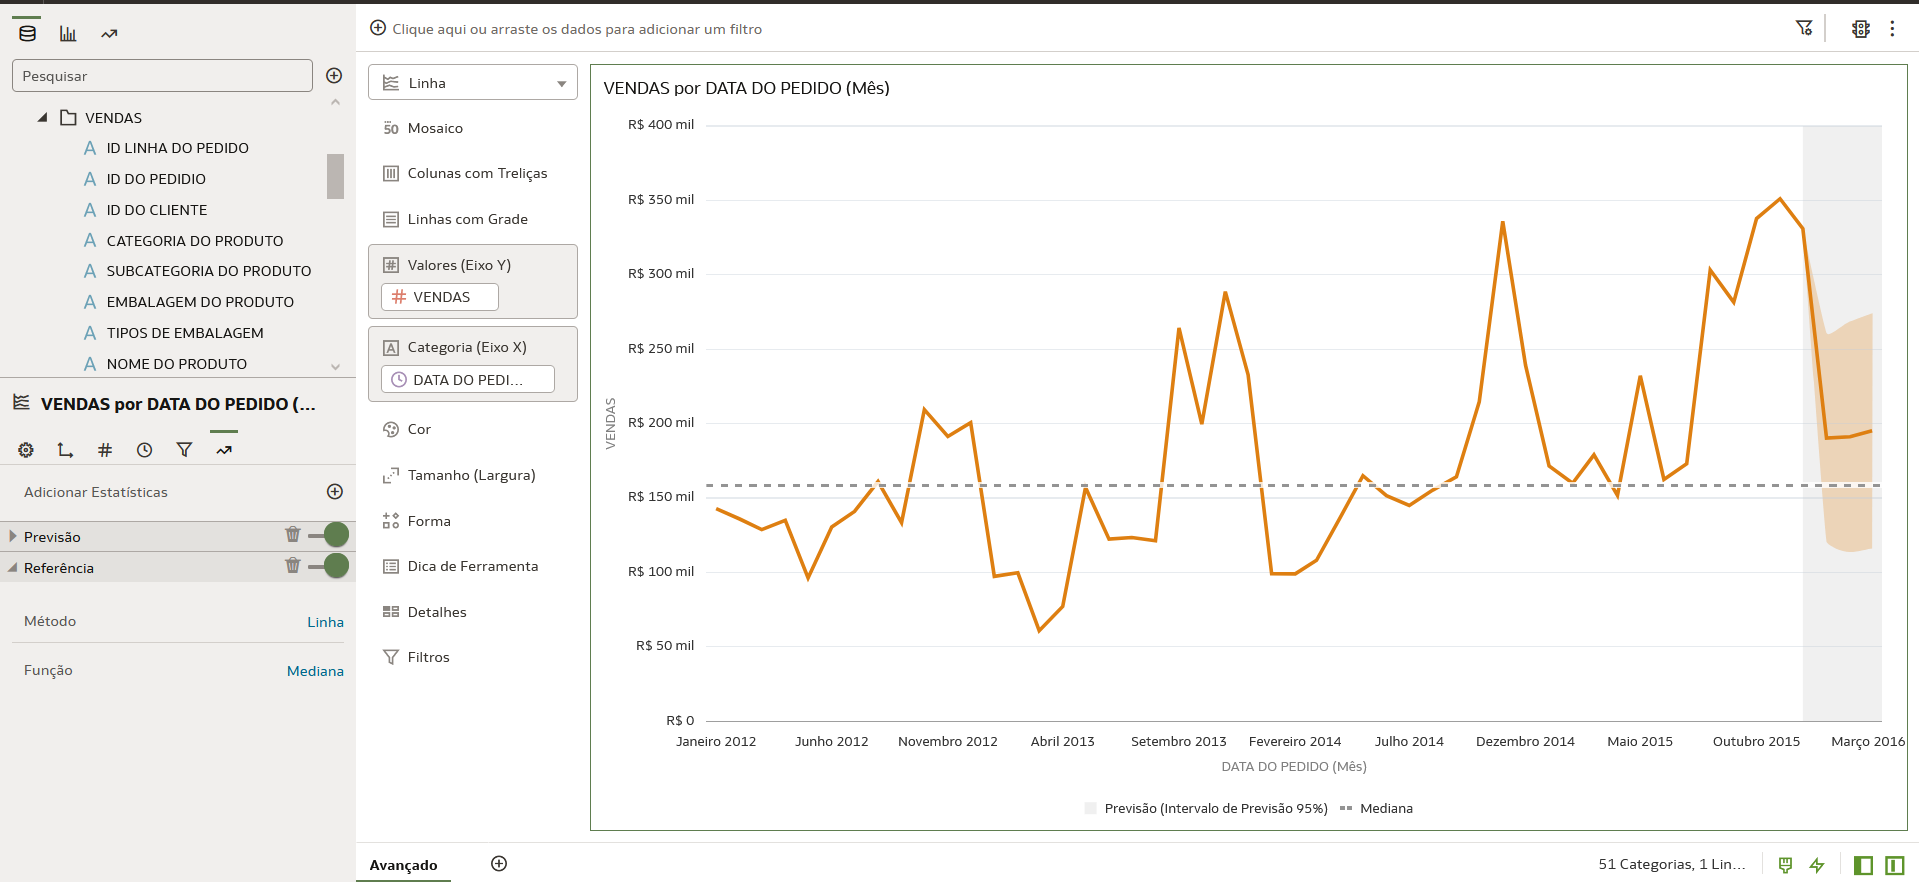 Clique aqui ou arraste os dados para adicionar um filtro
Pesquisar
VENDAS
ID LINHA DO PEDIDO
ID DO PEDIDIO
ID DO CLIENTE
CATEGORIA DO PRODUTO
SUBCATEGORIA DO PRODUTO
EMBALAGEM DO PRODUTO
TIPOS DE EMBALAGEM
NOME DO PRODUTO
VENDAS por DATA DO PEDIDO (...
Adicionar Estatísticas
Previsão
Referência
Método Linha
Função Mediana
Linha
50 Mosaico
Colunas com Treliças
Linhas com Grade
Valores (Eixo Y)
# VENDAS
Categoria (Eixo X)
DATA DO PEDI...
Cor
Tamanho (Largura)
Forma
Dica de Ferramenta
Detalhes
Filtros
VENDAS por DATA DO PEDIDO (Mês)
R$ 400 mil
R$ 350 mil
R$ 300 mil
R$ 250 mil
R$ 200 mil
R$ 150 mil
R$ 100 mil
R$ 50 mil
R$ 0
VENDAS
Janeiro 2012 Junho 2012 Novembro 2012 Abril 2013 Setembro 2013 Fevereiro 2014 Julho 2014 Dezembro 2014 Maio 2015 Outubro 2015 Março 2016
DATA DO PEDIDO (Mês)
Previsão (Intervalo de Previsão 95%) Mediana
Avançado
51 Categorias, 1 Lin...